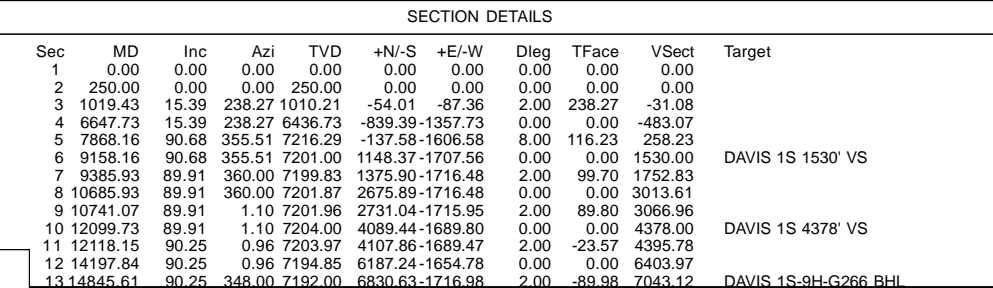 SECTION DETAILS
Sec MD Inc Azi TVD +N/-S +E/-W Dleg TFace VSect Target
1 0.00 0.00 0.00 0.00 0.00 0.00 0.00 0.00 0.00
2 250.00 0.00 0.00 250.00 0.00 0.00 0.00 0.00 0.00
3 1019.43 15.39 238.27 1010.21 -54.01 -87.36 2.00 238.27 -31.08
4 6647.73 15.39 238.27 6436.73 -839.39 -1357.73 0.00 0.00 -483.07
5 7868.16 90.68 355.51 7216.29 -137.58 -1606.58 8.00 116.23 258.23
6 9158.16 90.68 355.51 7201.00 1148.37 -1707.56 0.00 0.00 1530.00 DAVIS 1S 1530' VS
7 9385.93 89.91 360.00 7199.83 1375.90 -1716.48 2.00 99.70 1752.83
8 10685.93 89.91 360.00 7201.87 2675.89 -1716.48 0.00 0.00 3013.61
9 10741.07 89.91 1.10 7201.96 2731.04 -1715.95 2.00 89.80 3066.96
10 12099.73 89.91 1.10 7204.00 4089.44 -1689.80 0.00 0.00 4378.00 DAVIS 1S 4378' VS
11 12118.15 90.25 0.96 7203.97 4107.86 -1689.47 2.00 -23.57 4395.78
12 14197.84 90.25 0.96 7194.85 6187.24 -1654.78 0.00 0.00 6403.97
13 14845.61 90.25 348.00 7192.00 6830.63 -1716.98 2.00 -89.98 7043.12 DAVIS 1S-9H-G266 BHL